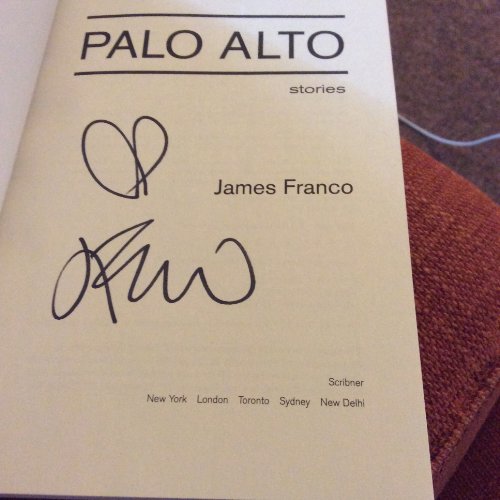 PALO ALTO
stories
James Franco
Scribner
New York London Toronto Sydney New Delhi